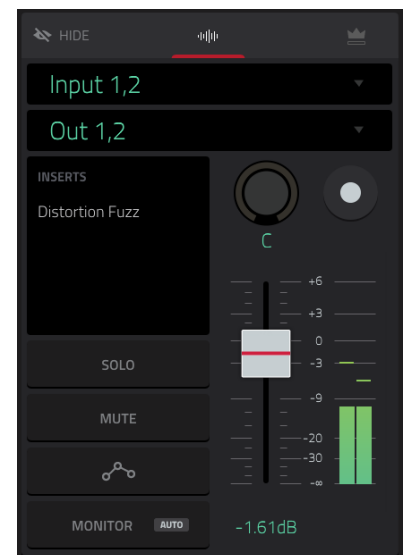 HIDE
Input 1,2
Out 1,2
INSERTS
Distortion Fuzz
C
+6
+3
0
-3
-9
-20
-30
-∞
SOLO
MUTE
MONITOR AUTO
-1.61dB